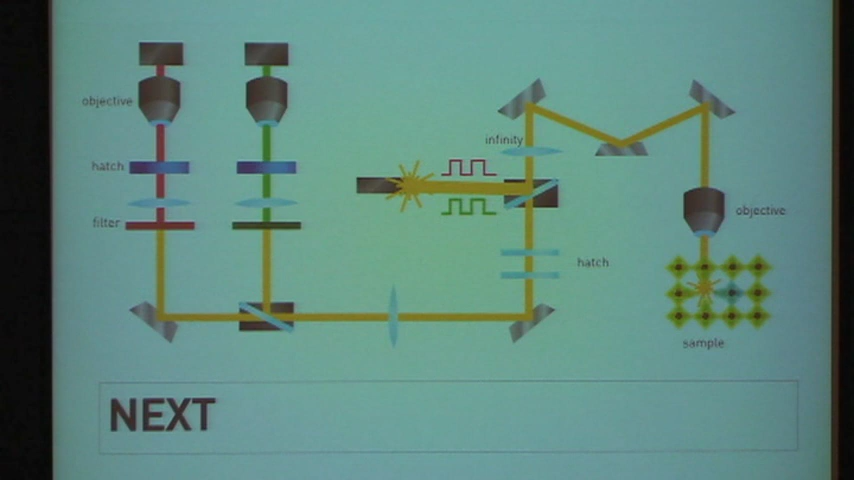 objective
infinity
hatch
objective
filter
hatch
sample
NEXT